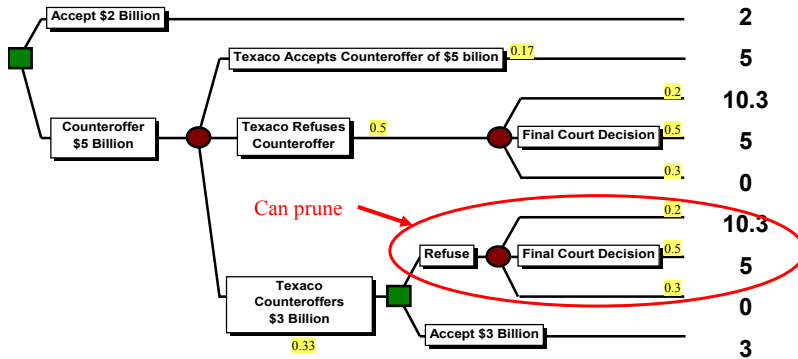 Accept $2 Billion
2
Texaco Accepts Counteroffer of $5 bilion
0.17
5
0.2
10.3
Counteroffer
$5 Billion
Texaco Refuses
Counteroffer
0.5
Final Court Decision
0.5
5
0.3
0
Can prune
0.2
10.3
Refuse
Final Court Decision
0.5
5
Texaco
Counteroffers
$3 Billion
0.3
0
0.33
Accept $3 Billion
3